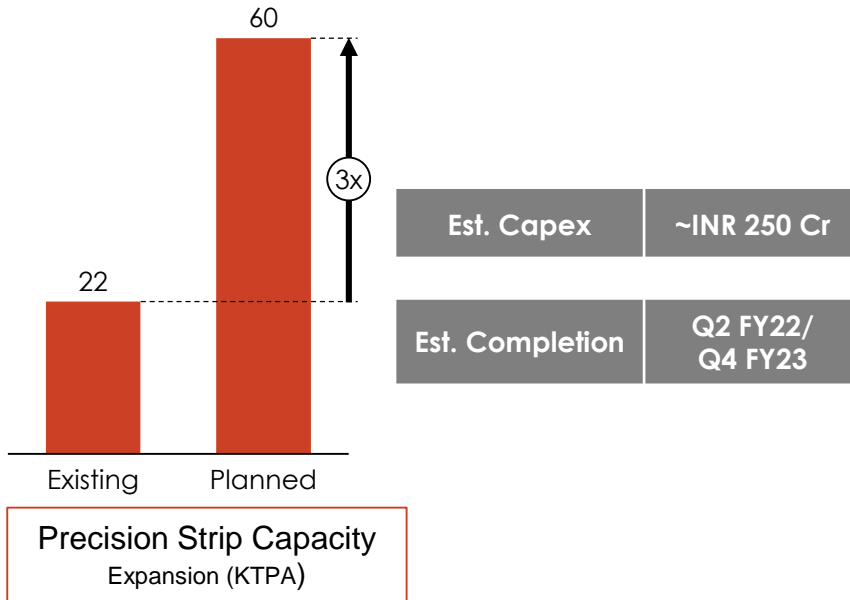 60
3x
22
Est. Capex
~INR 250 Cr
Est. Completion
Q2 FY22/
Q4 FY23
Existing
Planned
Precision Strip Capacity
Expansion (KTPA)